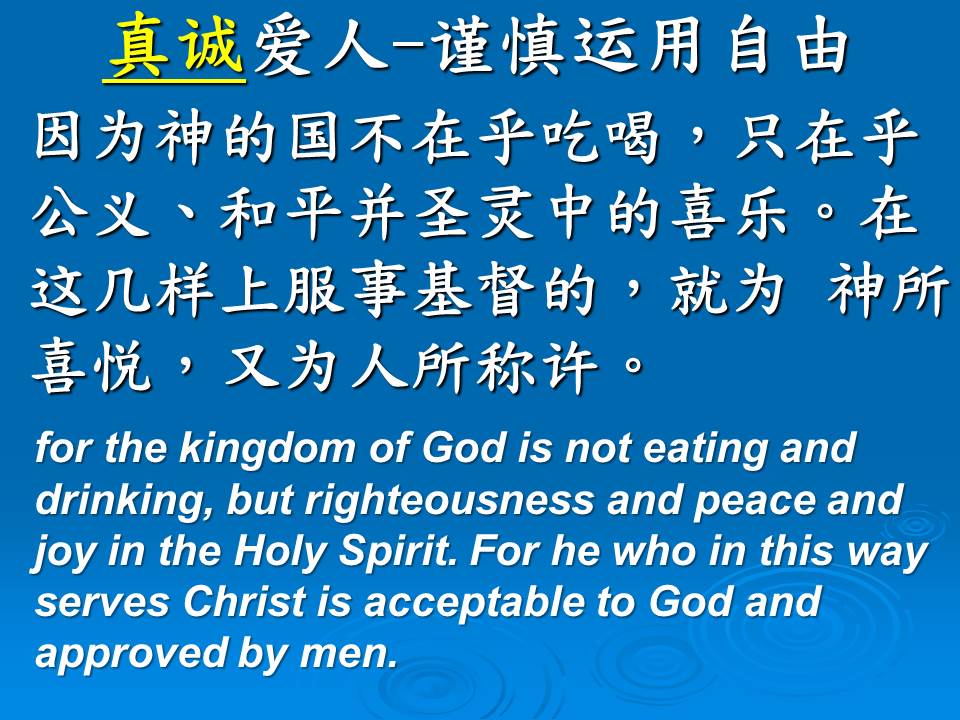 真诚爱人-谨慎运用自由
因为神的国不在乎吃喝，只在乎
公义、和平并圣灵中的喜乐。在
这几样上服事基督的，就为 神所
喜悦，又为人所称许。
for the kingdom of God is not eating and
drinking, but righteousness and peace and
joy in the Holy Spirit. For he who in this way
serves Christ is acceptable to God and
approved by men.